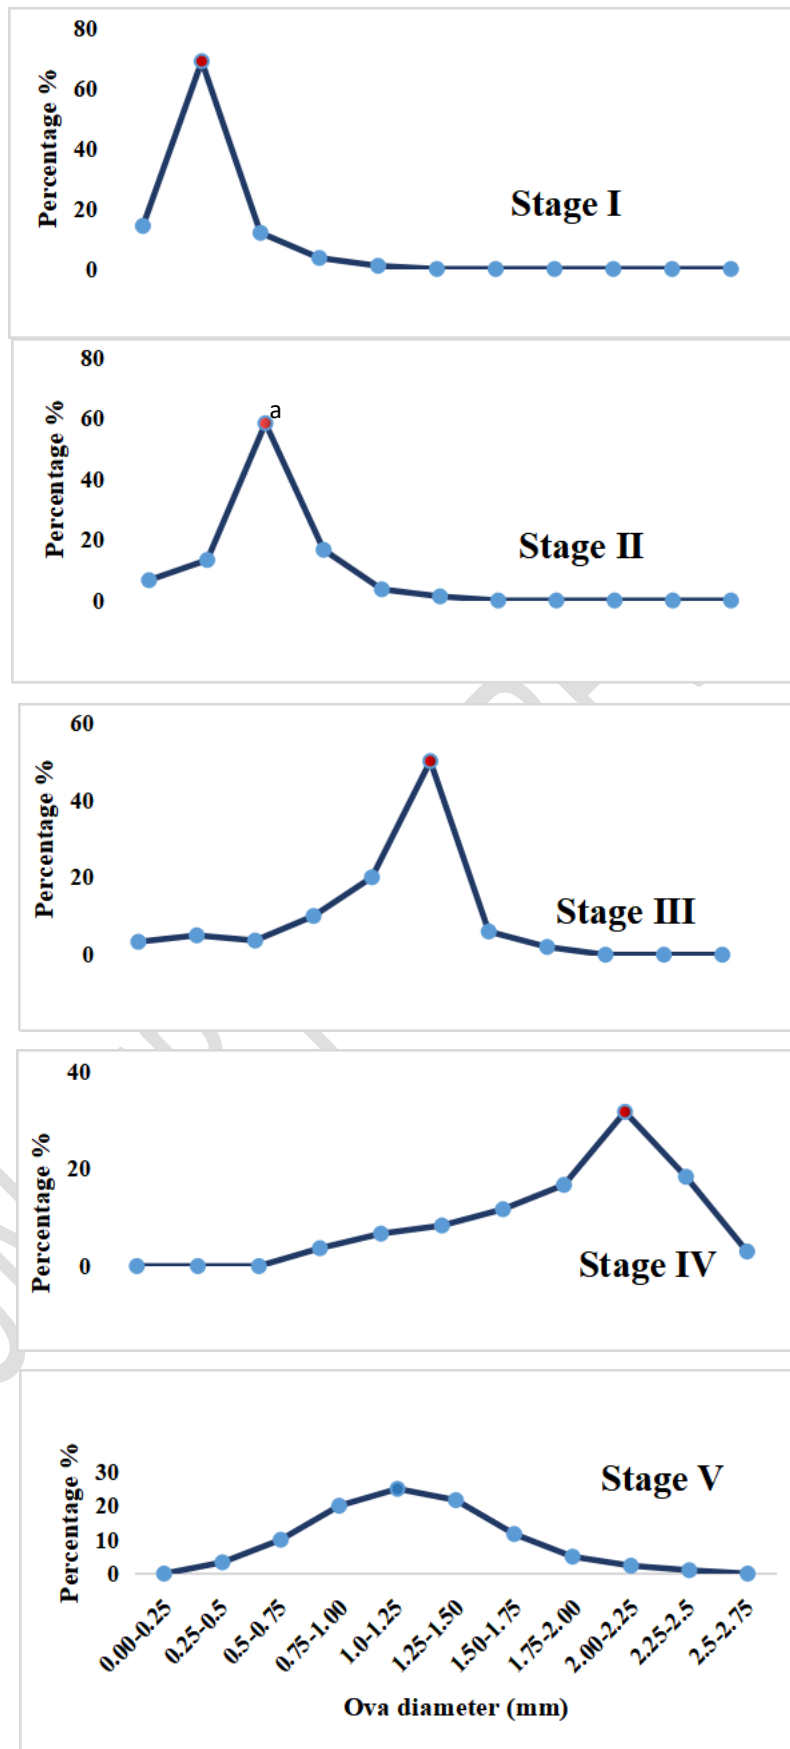 80
60
40
20
0
Percentage %
Stage I
80
60
40
20
0
Percentage %
a
Stage II
60
40
20
0
Percentage %
Stage III
40
20
0
Percentage %
Stage IV
30
20
10
0
Percentage %
Stage V
0.00-0.25
0.25-0.5
0.5-0.75
0.75-1.00
1.0-1.25
1.25-1.50
1.50-1.75
1.75-2.00
2.00-2.25
2.25-2.5
2.5-2.75
Ova diameter (mm)